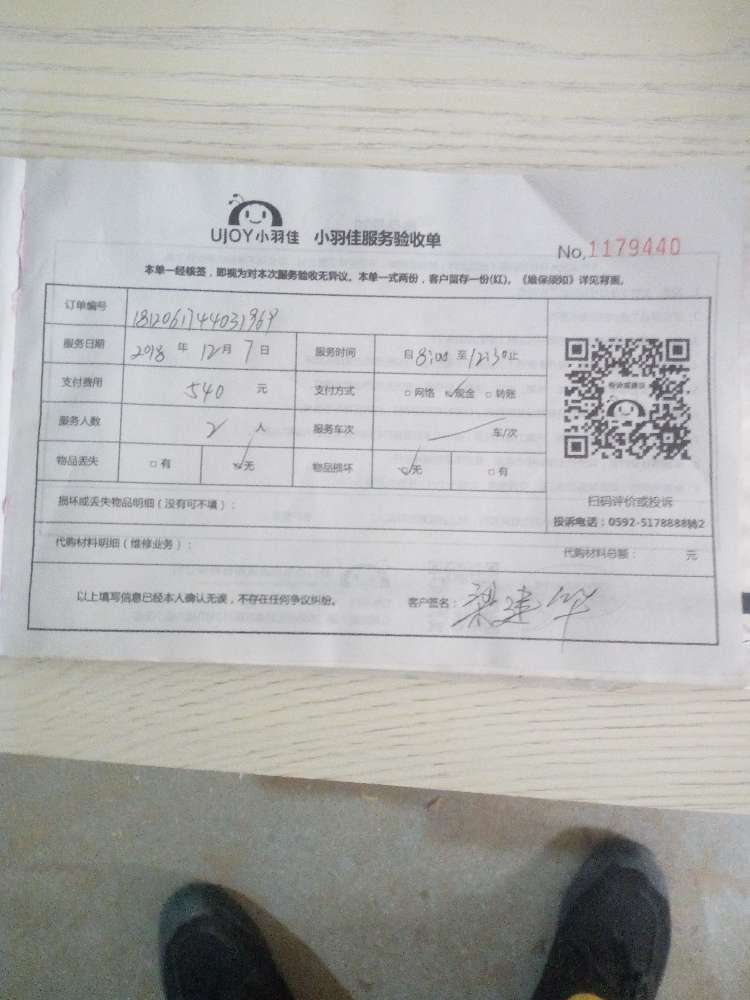 UJOY小羽佳 小羽佳服务验收单
No.1179440
本单一经核签，即视为对本次服务验收无异议。本单一式两份，客户留存一份(红)。《维保须知》详见背面。
订单编号 1812061744031969
服务日期 2018 年 12 月 7 日 服务时间 自 8:00 至 12:30 止
支付费用 540 元 支付方式 □网络 ☑现金 □转账
服务人数 2 人 服务车次 / 车/次
物品丢失 □有 ☑无 物品损坏 ☑无 □有
扫码评价或投诉
损坏或丢失物品明细（没有可不填）：
投诉电话：0592-5178888转2
代购材料明细（维修业务）：
代购材料总额： 元
以上填写信息已经本人确认无误，不存在任何争议纠纷。 客户签名：梁建华